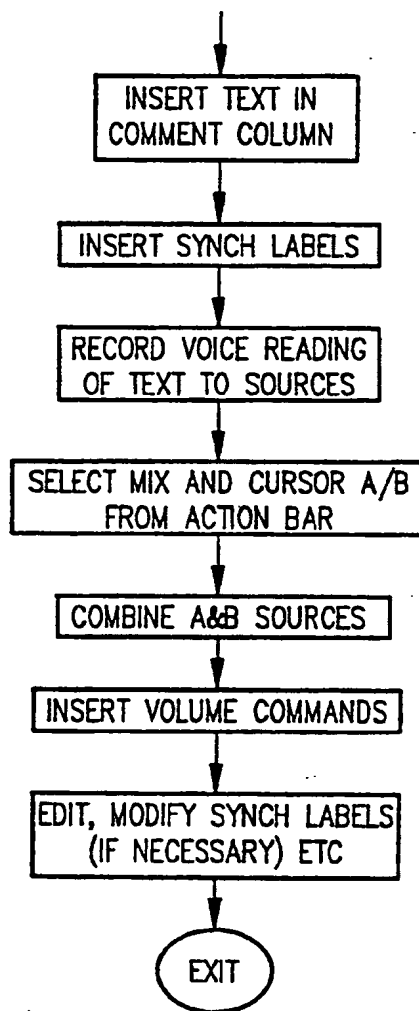 INSERT TEXT IN
COMMENT COLUMN
INSERT SYNCH LABELS
RECORD VOICE READING
OF TEXT TO SOURCES
SELECT MIX AND CURSOR A/B
FROM ACTION BAR
COMBINE A&B SOURCES
INSERT VOLUME COMMANDS
EDIT, MODIFY SYNCH LABELS
(IF NECESSARY) ETC
EXIT